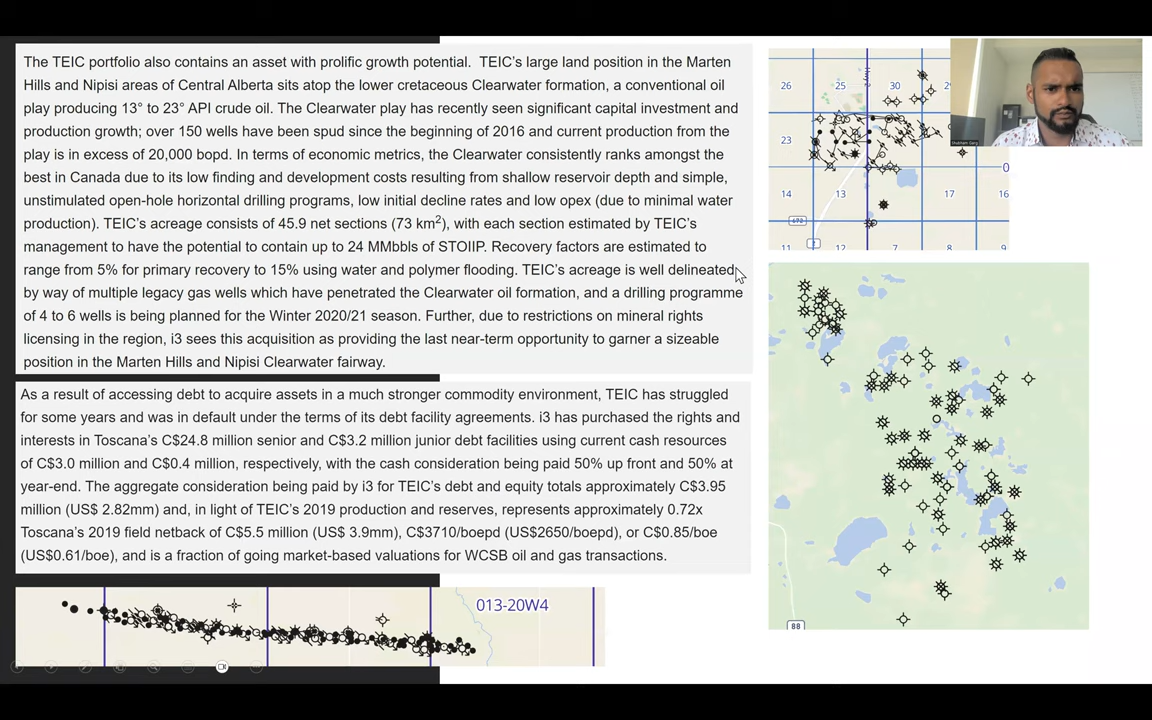 The TEIC portfolio also contains an asset with prolific growth potential. TEIC's large land position in the Marten
Hills and Nipisi areas of Central Alberta sits atop the lower cretaceous Clearwater formation, a conventional oil
play producing 13° to 23° API crude oil. The Clearwater play has recently seen significant capital investment and
production growth; over 150 wells have been spud since the beginning of 2016 and current production from the
play is in excess of 20,000 bopd. In terms of economic metrics, the Clearwater consistently ranks amongst the
best in Canada due to its low finding and development costs resulting from shallow reservoir depth and simple,
unstimulated open-hole horizontal drilling programs, low initial decline rates and low opex (due to minimal water
production). TEIC's acreage consists of 45.9 net sections (73 km²), with each section estimated by TEIC's
management to have the potential to contain up to 24 MMbbls of STOIIP. Recovery factors are estimated to
range from 5% for primary recovery to 15% using water and polymer flooding. TEIC's acreage is well delineated
by way of multiple legacy gas wells which have penetrated the Clearwater oil formation, and a drilling programme
of 4 to 6 wells is being planned for the Winter 2020/21 season. Further, due to restrictions on mineral rights
licensing in the region, i3 sees this acquisition as providing the last near-term opportunity to garner a sizeable
position in the Marten Hills and Nipisi Clearwater fairway.
As a result of accessing debt to acquire assets in a much stronger commodity environment, TEIC has struggled
for some years and was in default under the terms of its debt facility agreements. i3 has purchased the rights and
interests in Toscana's C$24.8 million senior and C$3.2 million junior debt facilities using current cash resources
of C$3.0 million and C$0.4 million, respectively, with the cash consideration being paid 50% up front and 50% at
year-end. The aggregate consideration being paid by i3 for TEIC's debt and equity totals approximately C$3.95
million (US$ 2.82mm) and, in light of TEIC's 2019 production and reserves, represents approximately 0.72x
Toscana's 2019 field netback of C$5.5 million (US$ 3.9mm), C$3710/boepd (US$2650/boepd), or C$0.85/boe
(US$0.61/boe), and is a fraction of going market-based valuations for WCSB oil and gas transactions.
013-20W4
26 25 30
23
0
14 13 17 16
2
11 12 7 8 9
88